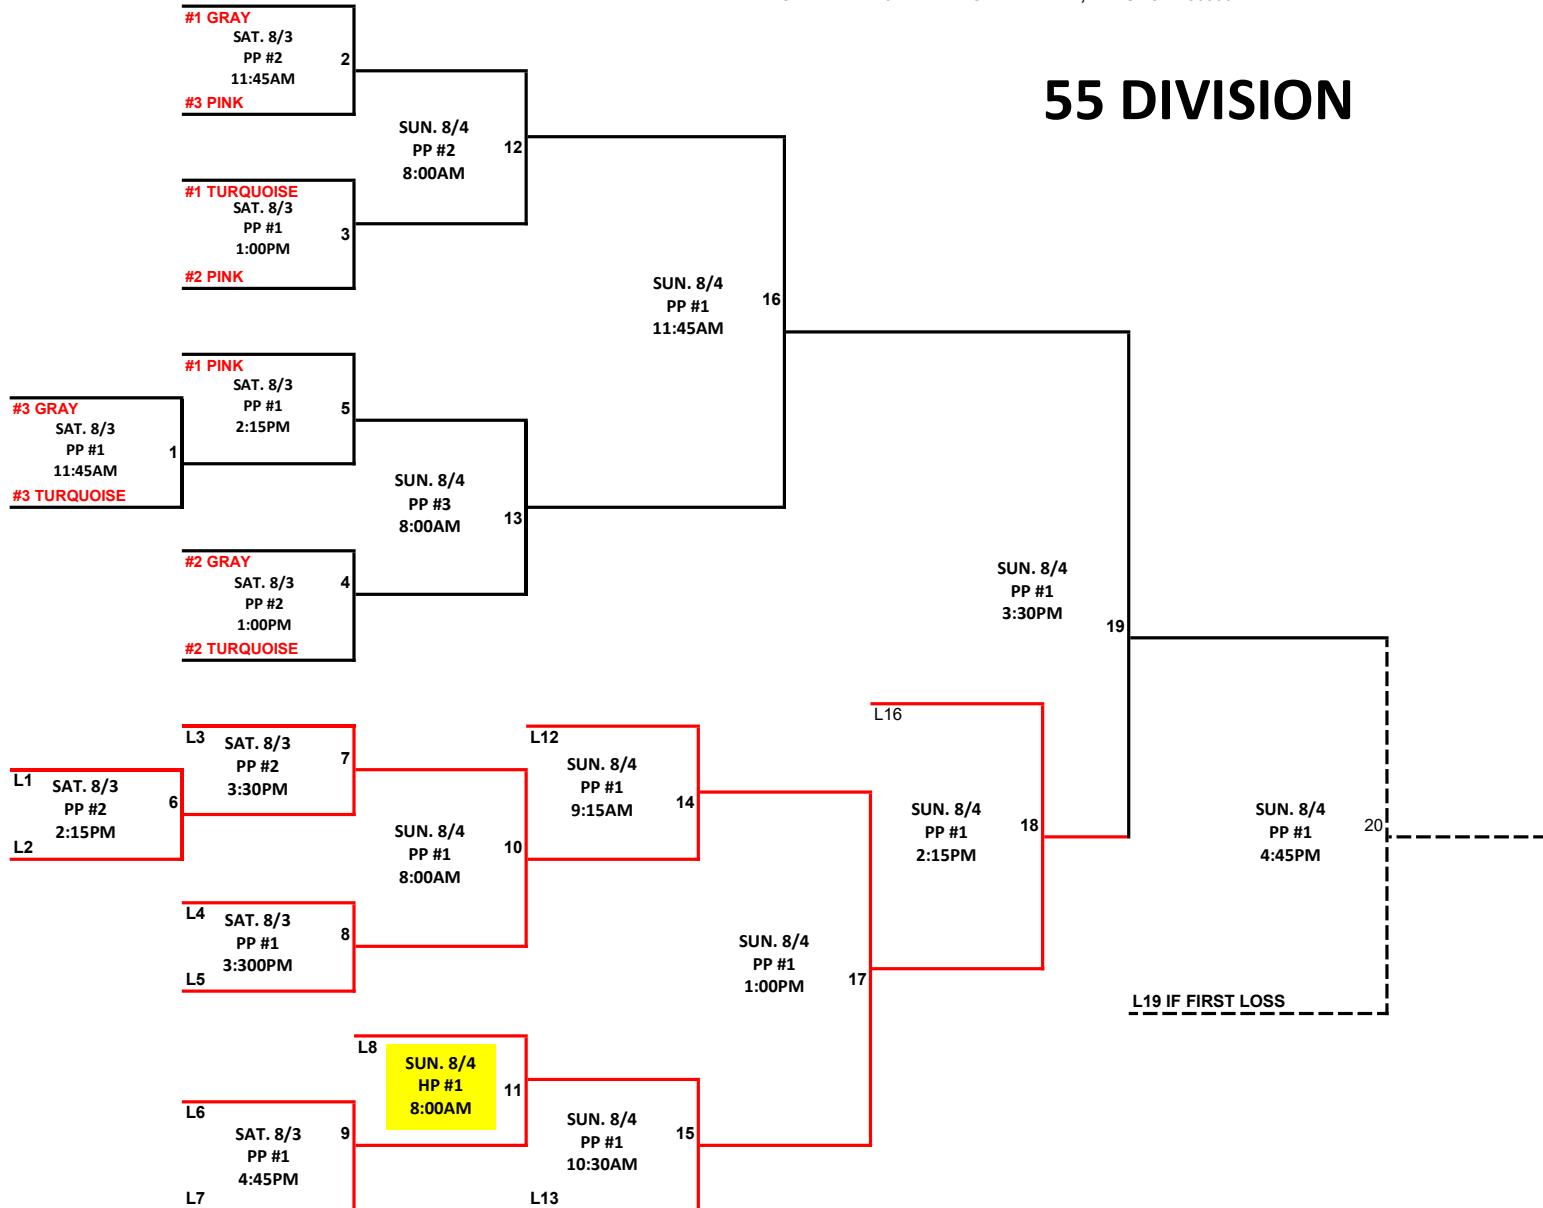 55 DIVISION
#1 GRAY
SAT. 8/3
PP #2
11:45AM
2
#3 PINK
SUN. 8/4
PP #2
8:00AM
12
#1 TURQUOISE
SAT. 8/3
PP #1
1:00PM
3
#2 PINK
SUN. 8/4
PP #1
11:45AM
16
#1 PINK
SAT. 8/3
PP #1
2:15PM
5
#3 GRAY
SAT. 8/3
PP #1
11:45AM
1
#3 TURQUOISE
SUN. 8/4
PP #3
8:00AM
13
#2 GRAY
SAT. 8/3
PP #2
1:00PM
4
#2 TURQUOISE
SUN. 8/4
PP #1
3:30PM
19
L3
SAT. 8/3
PP #2
3:30PM
7
L1
SAT. 8/3
PP #2
2:15PM
6
L2
L12
SUN. 8/4
PP #1
9:15AM
14
L16
SUN. 8/4
PP #1
2:15PM
18
SUN. 8/4
PP #1
4:45PM
20
SUN. 8/4
PP #1
8:00AM
10
L4
SAT. 8/3
PP #1
3:300PM
8
L5
SUN. 8/4
PP #1
1:00PM
17
L19 IF FIRST LOSS
L8
SUN. 8/4
HP #1
8:00AM
11
L6
SAT. 8/3
PP #1
4:45PM
9
L7
SUN. 8/4
PP #1
10:30AM
15
L13